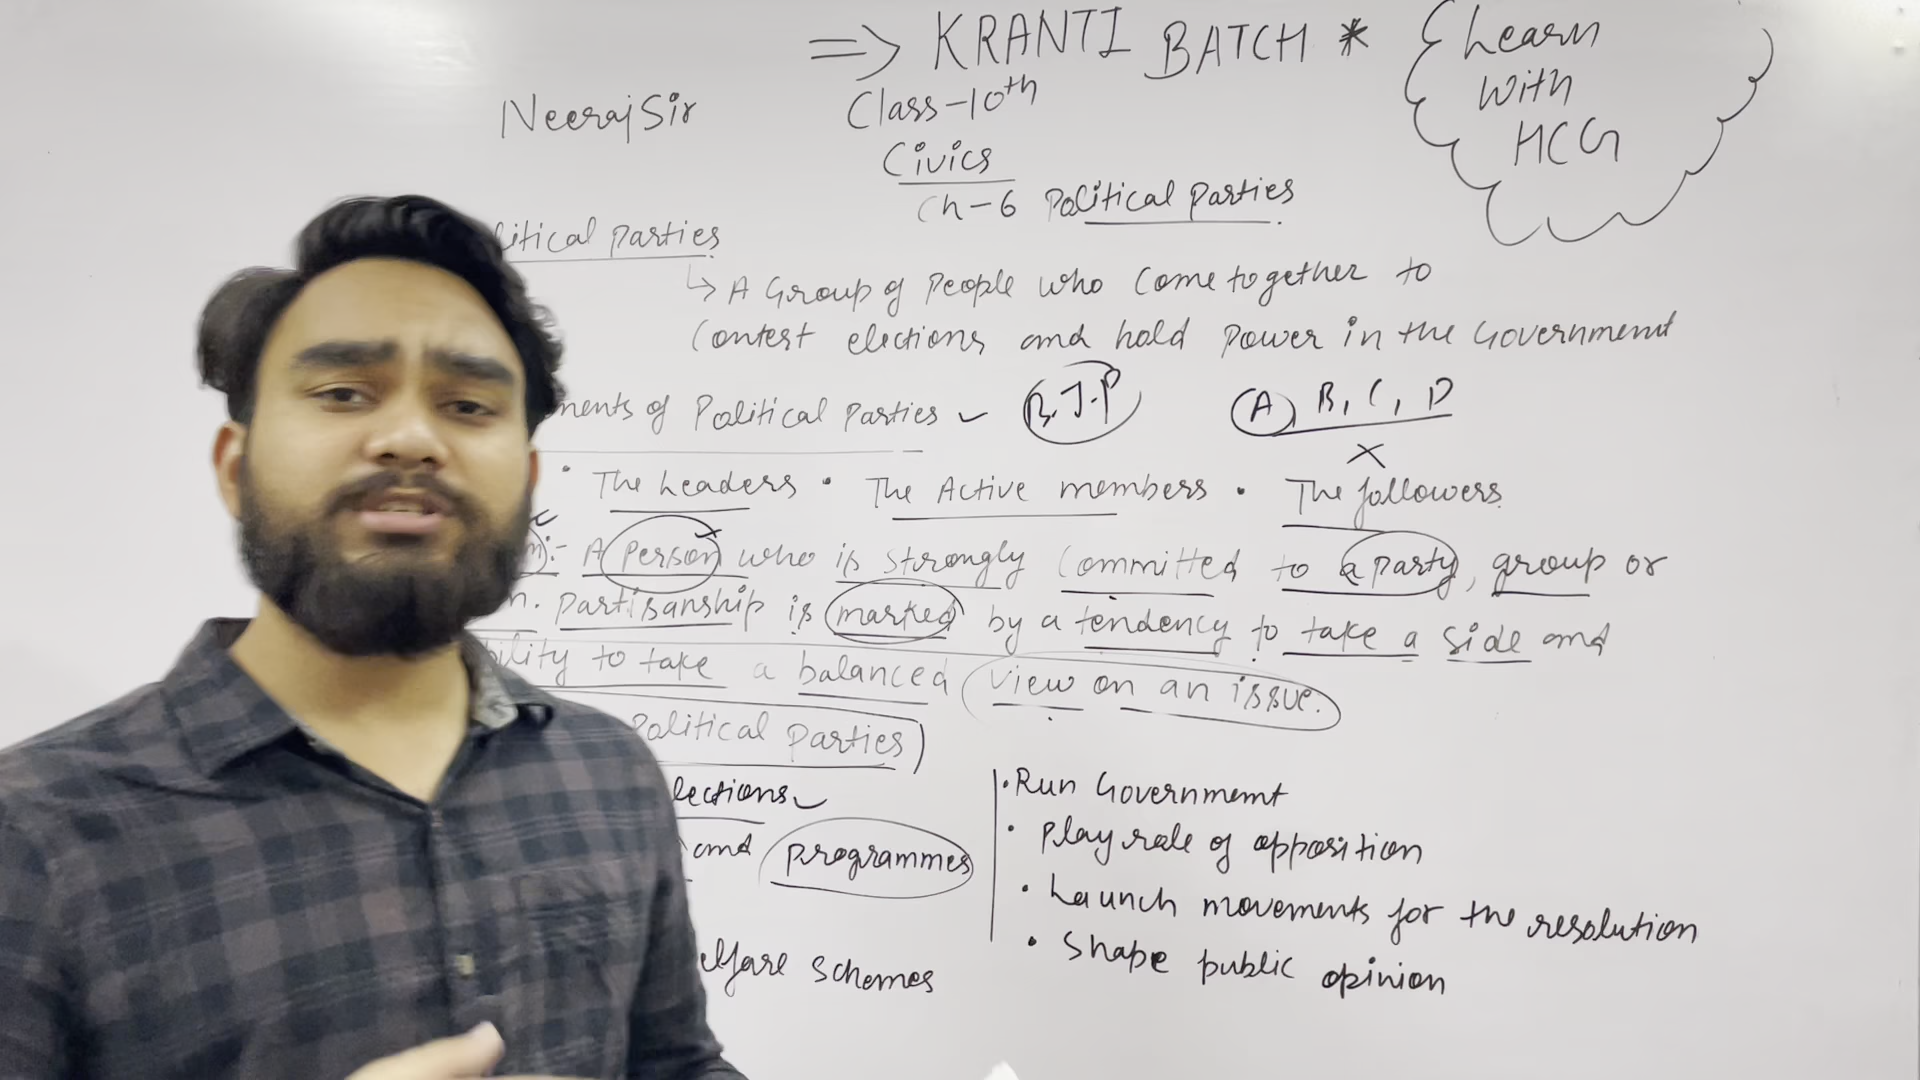 => KRANTI BATCH *
Learn
With
HCG
Neeraj Sir
Class-10th
Civics
Ch-6 Political Parties
litical parties
↳ A Group of People who Come together to
Contest elections and hold Power in the Government
ments of Political Parties ✓ B.J.P
A, B, C, D
×
• The Leaders • The Active members • The followers
:- A Person who is strongly Committed to a party, group or
n. Partisanship is marked by a tendency to take a side and
bility to take a balanced view on an issue.
Political Parties)
lections ✓
and programmes
elfare schemes
• Run Government
• Play role of opposition
• Launch movements for the resolution
• Shape public opinion